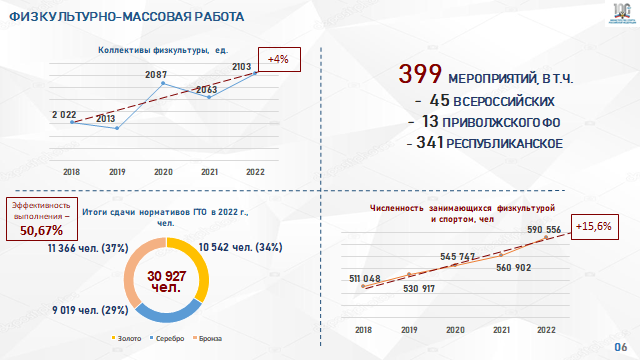 ФИЗКУЛЬТУРНО-МАССОВАЯ РАБОТА
Коллективы физкультуры, ед.
+4%
2 022
2013
2087
2063
2103
2018 2019 2020 2021 2022
399 МЕРОПРИЯТИЙ, В Т.Ч.
- 45 ВСЕРОССИЙСКИХ
- 13 ПРИВОЛЖСКОГО ФО
- 341 РЕСПУБЛИКАНСКОЕ
Эффективность
выполнения –
50,67%
Итоги сдачи нормативов ГТО в 2022 г.,
чел.
11 366 чел. (37%)
10 542 чел. (34%)
30 927
чел.
9 019 чел. (29%)
Золото Серебро Бронза
Численность занимающихся физкультурой
и спортом, чел
+15,6%
511 048
530 917
545 747
560 902
590 556
2018 2019 2020 2021 2022
06